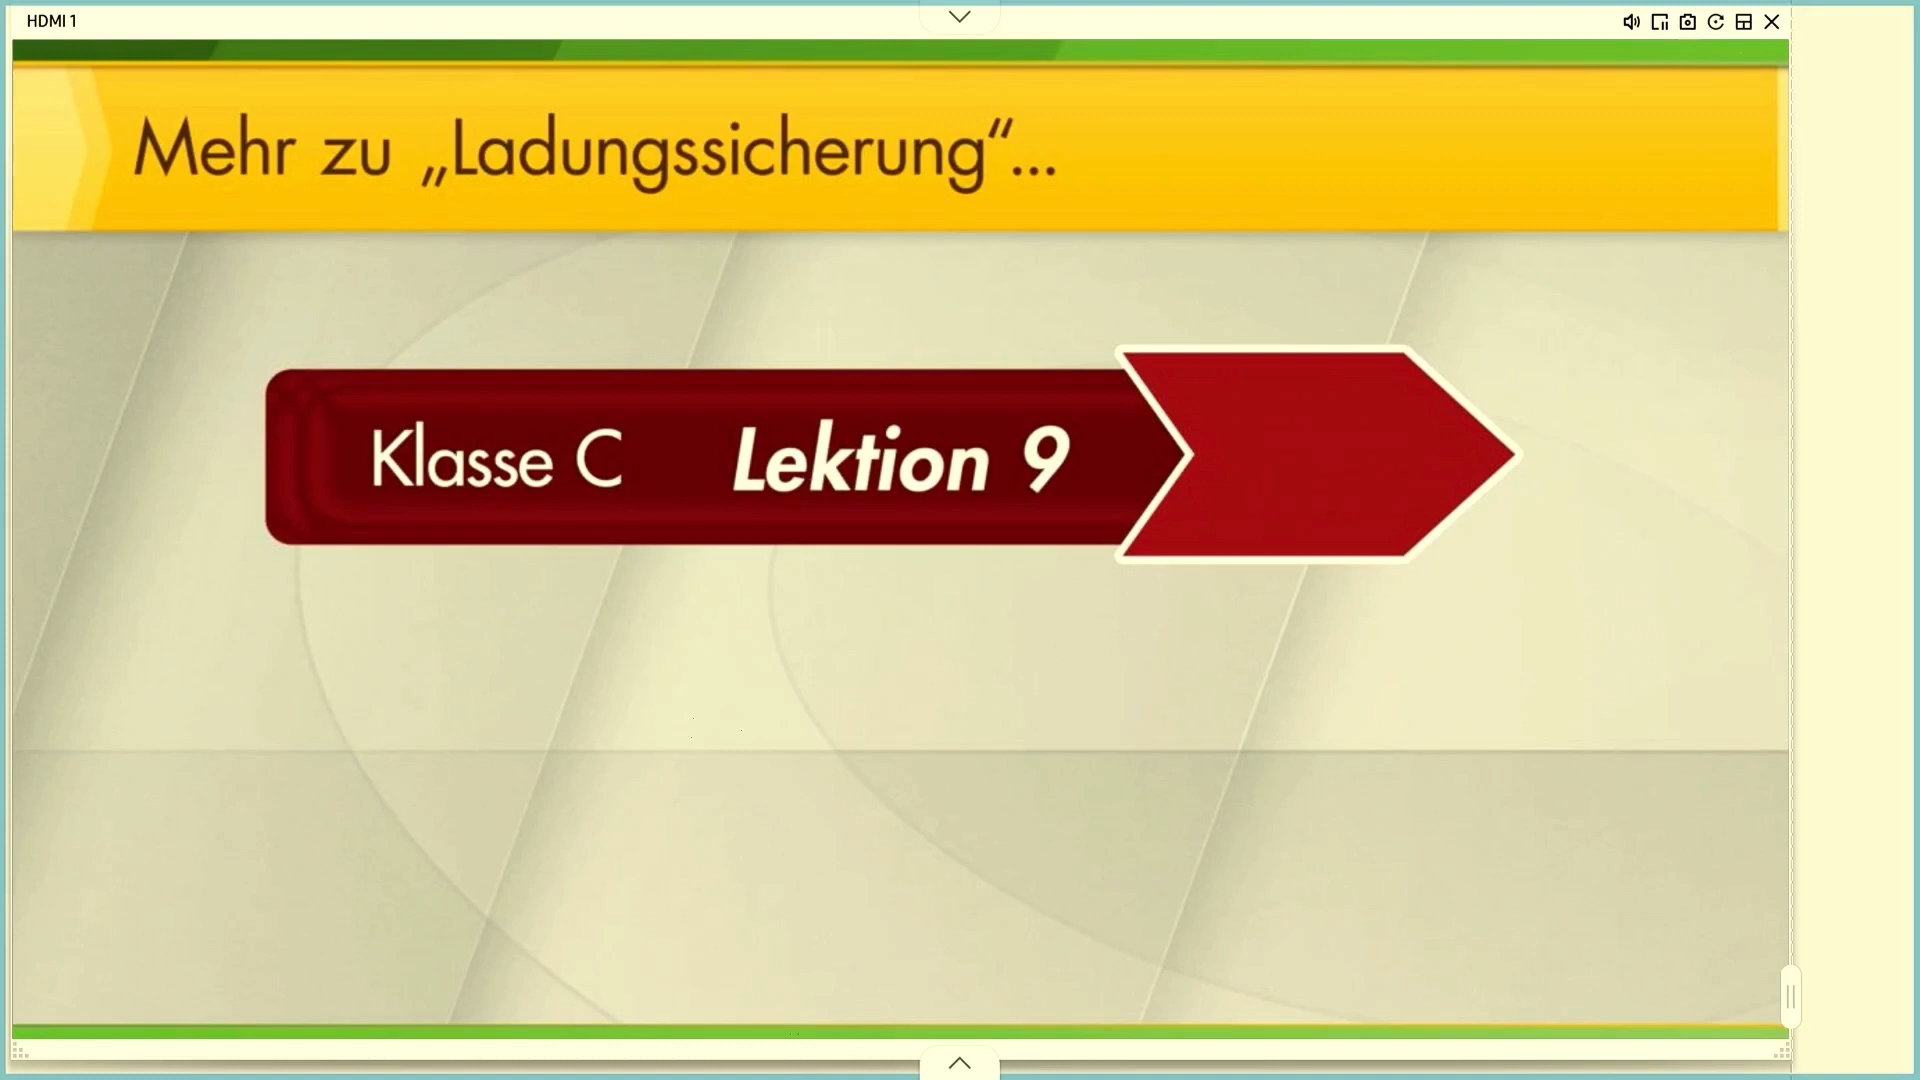 HDMI 1
Mehr zu „Ladungssicherung“...
Klasse C Lektion 9